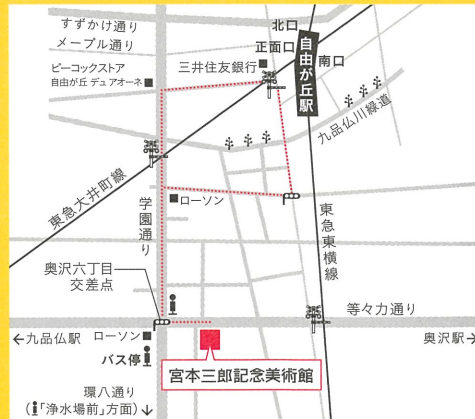 すずかけ通り
メープル通り
北口
正面口
南口
自由が丘駅
ピーコックストア
自由が丘 デュアオーネ
三井住友銀行
九品仏川緑道
東急大井町線
学園通り
ローソン
東急東横線
奥沢六丁目
交差点
等々力通り
←九品仏駅
ローソン
奥沢駅→
バス停
宮本三郎記念美術館
環八通り
(「浄水場前」方面)↓